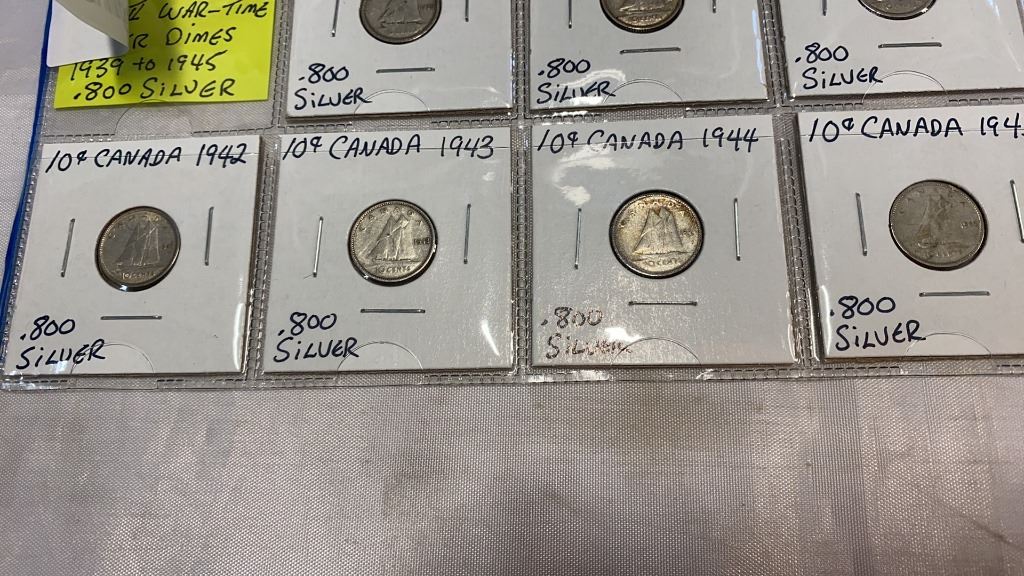 WAR-TIME
DIMES
1939 to 1945
.800 SILVER
.800
SILVER
.800
SILVER
.800
SILVER
10¢ CANADA 1942
.800
SILVER
10¢ CANADA 1943
.800
SILVER
10¢ CANADA 1944
.800
SILVER
10¢ CANADA 194
.800
SILVER